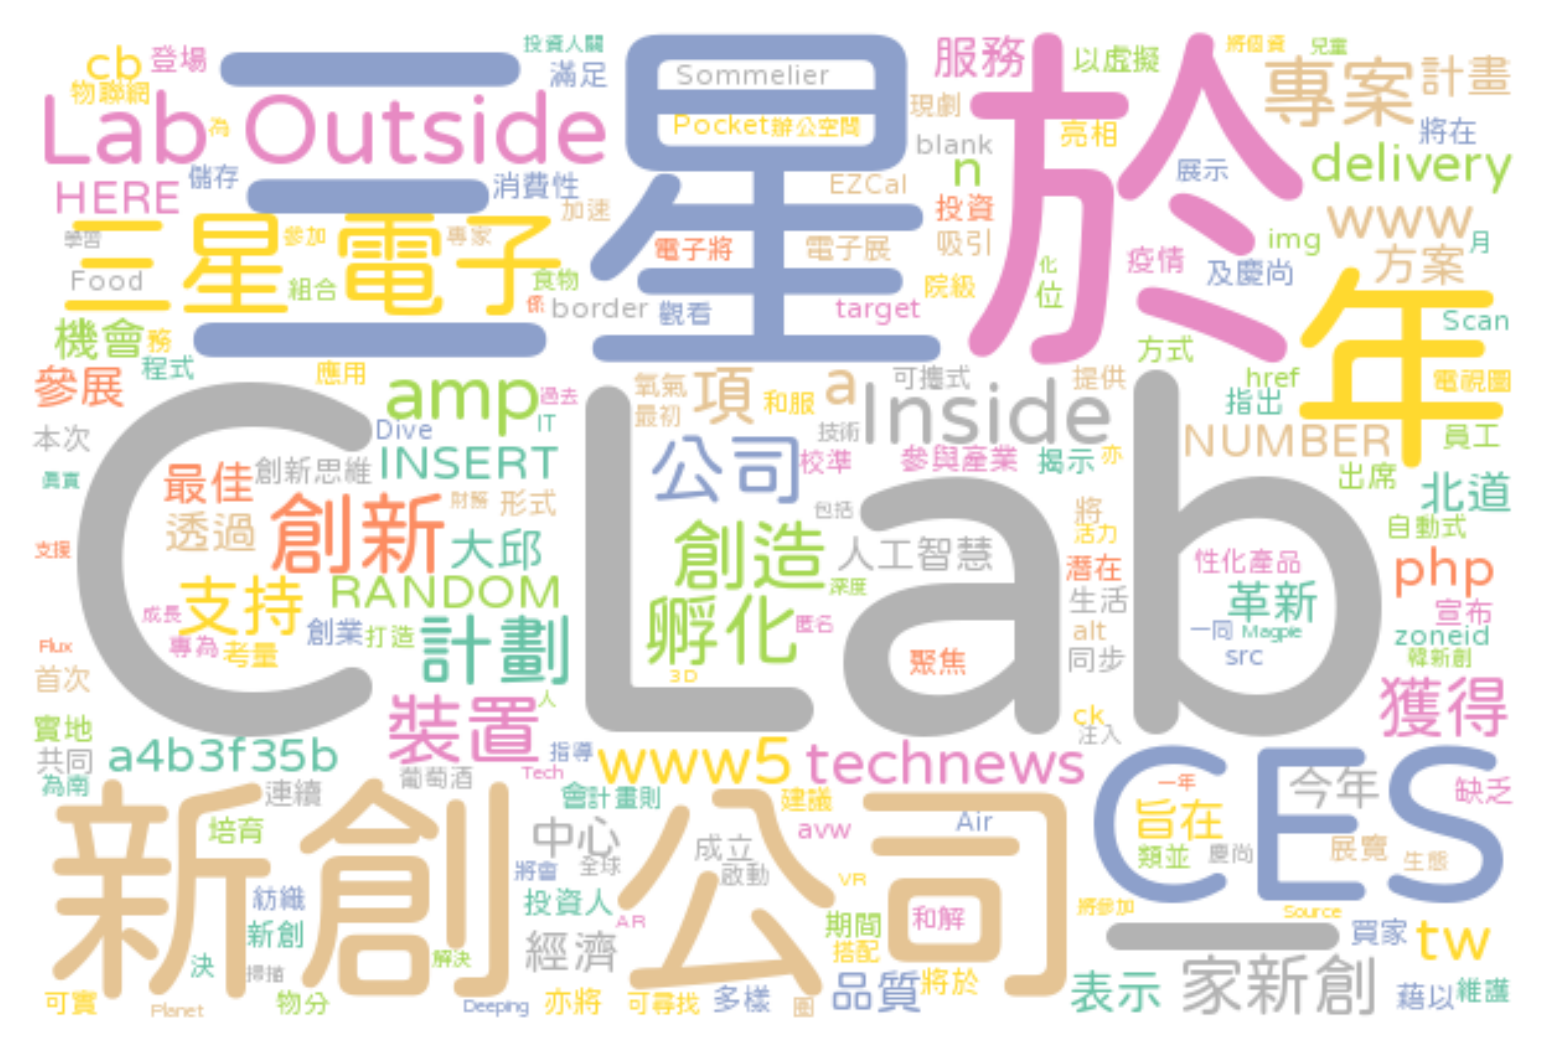 cb 登場 三星 投資人關
滿足
物聯網
Lab Outside 為
Sommelier
Pocket 辦公空間
服務 於 以虛擬 將個資 兒童
專案 計畫
現劇 亮相 將在
blank
HERE 儲存 消費性 EZCal n 展示 delivery
三星電子 加速 投資 www
學習 參加 專家 電子將 電子展 吸引 疫情 img 月
Food 組合 食物 化 及慶尚 方案
係 border 觀看 target 院級 位 年 Scan
機會 務 方式
參展 程式 應用 amp 過去 氧氣 項 和服 a 可攜式 提供 href 電視圈
最初 Inside 指出
本次 Dive IT 技術 NUMBER 員工
C Lab
最佳 創新思維 INSERT 公司 校準 參與產業 揭示 亦 出席
眞實 創新 財務 形式 包括 將 北道
透過 大邱 創造 人工智慧 活力 自動式
支援 支持 RANDOM 深度 潛在 性化產品 php
成長 孵化 匿名 生活 革新 宣布
專為 考量 創業 打造 計劃 alt 一同 Magpie zoneid
Flux 聚焦 同步 src 韓新創
首次 3D
實地 裝置 人 ck 獲得
共同 a4b3f35b 指導 www5 technews 注入
為南 葡萄酒 Tech
連續 會計畫則 建議 CES 一年 今年 缺乏
新創公司 培育 中心 成立 avw Air 旨在
將會 全球 啟動 類並 慶尚 展覽 生態
紡織 投資人 VR 將參加 Source
新創 AR 期間 和解 一 買家 tw
決 掃描 解決 經濟 搭配
可實 Planet 物分 Deeping 亦將 可尋找 多樣 圈 品質 將於 表示 家新創 藉以 維護